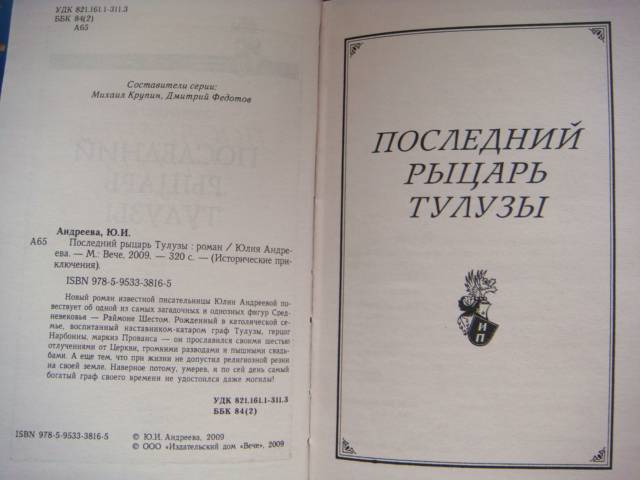 УДК 821.161.1-311.3
ББК 84(2)
А65
Составители серии:
Михаил Крупин, Дмитрий Федотов
Андреева, Ю.И.
А65 Последний рыцарь Тулузы : роман / Юлия Андре-
ева. — М.: Вече, 2009. — 320 с. — (Исторические при-
ключения).
ISBN 978-5-9533-3816-5
Новый роман известной писательницы Юлии Андреевой по-
вествует об одной из самых загадочных и одиозных фигур Сред-
невековья — Раймоне Шестом. Рожденный в католической се-
мье, воспитанный наставником-катаром граф Тулузы, герцог
Нарбонны, маркиз Прованса — он прославился своими шестью
отлучениями от Церкви, громкими разводами и пышными свадь-
бами. А еще тем, что при жизни не допустил религиозной резни
на своей земле. Наверное потому, умерев, и по сей день самый
богатый граф своего времени не удостоился даже могилы!
УДК 821.161.1-311.3
ББК 84(2)
ISBN 978-5-9533-3816-5
© Ю.И. Андреева, 2009
© ООО «Издательский дом «Вече», 2009
ПОСЛЕДНИЙ
РЫЦАРЬ
ТУЛУЗЫ
ИП